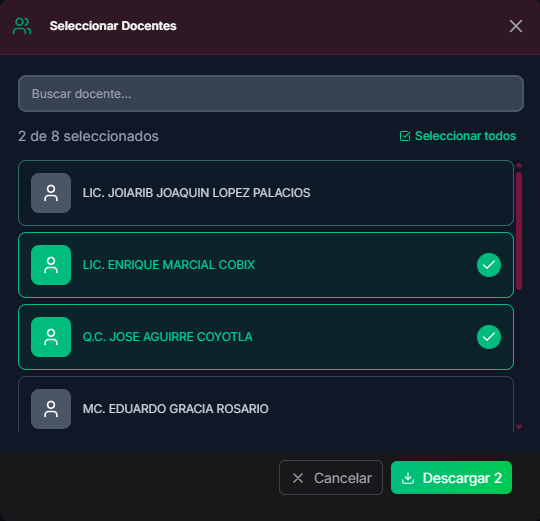 Seleccionar Docentes
Buscar docente...
2 de 8 seleccionados
Seleccionar todos
LIC. JOIARIB JOAQUIN LOPEZ PALACIOS
LIC. ENRIQUE MARCIAL COBIX
Q.C. JOSE AGUIRRE COYOTLA
MC. EDUARDO GRACIA ROSARIO
Cancelar
Descargar 2